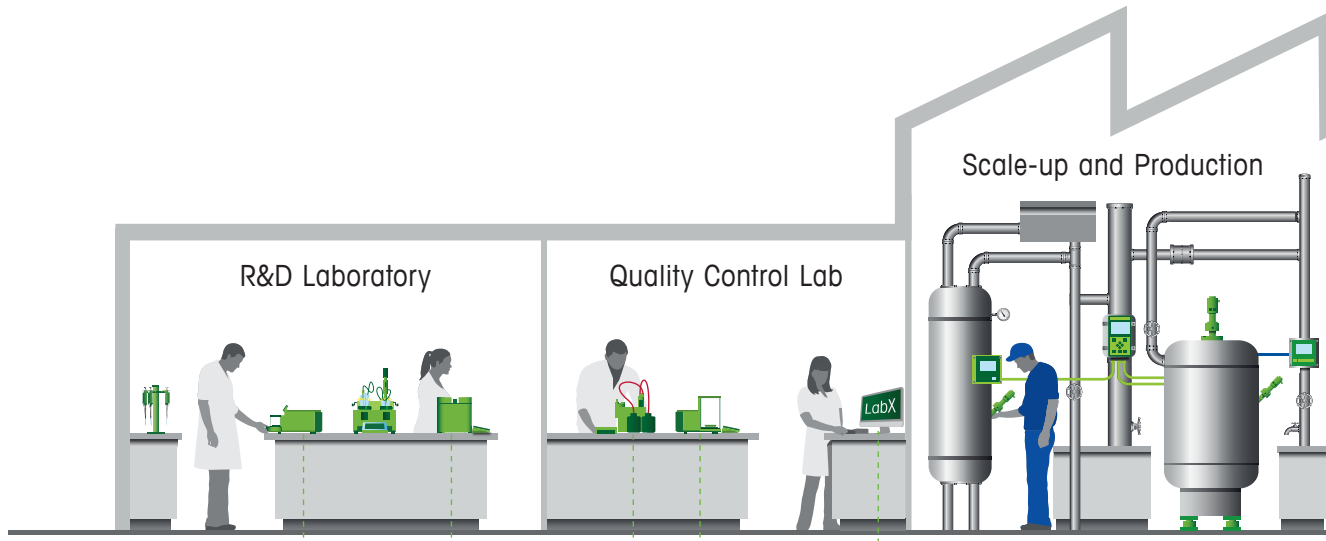 Scale-up and Production
R&D Laboratory
Quality Control Lab
LabX